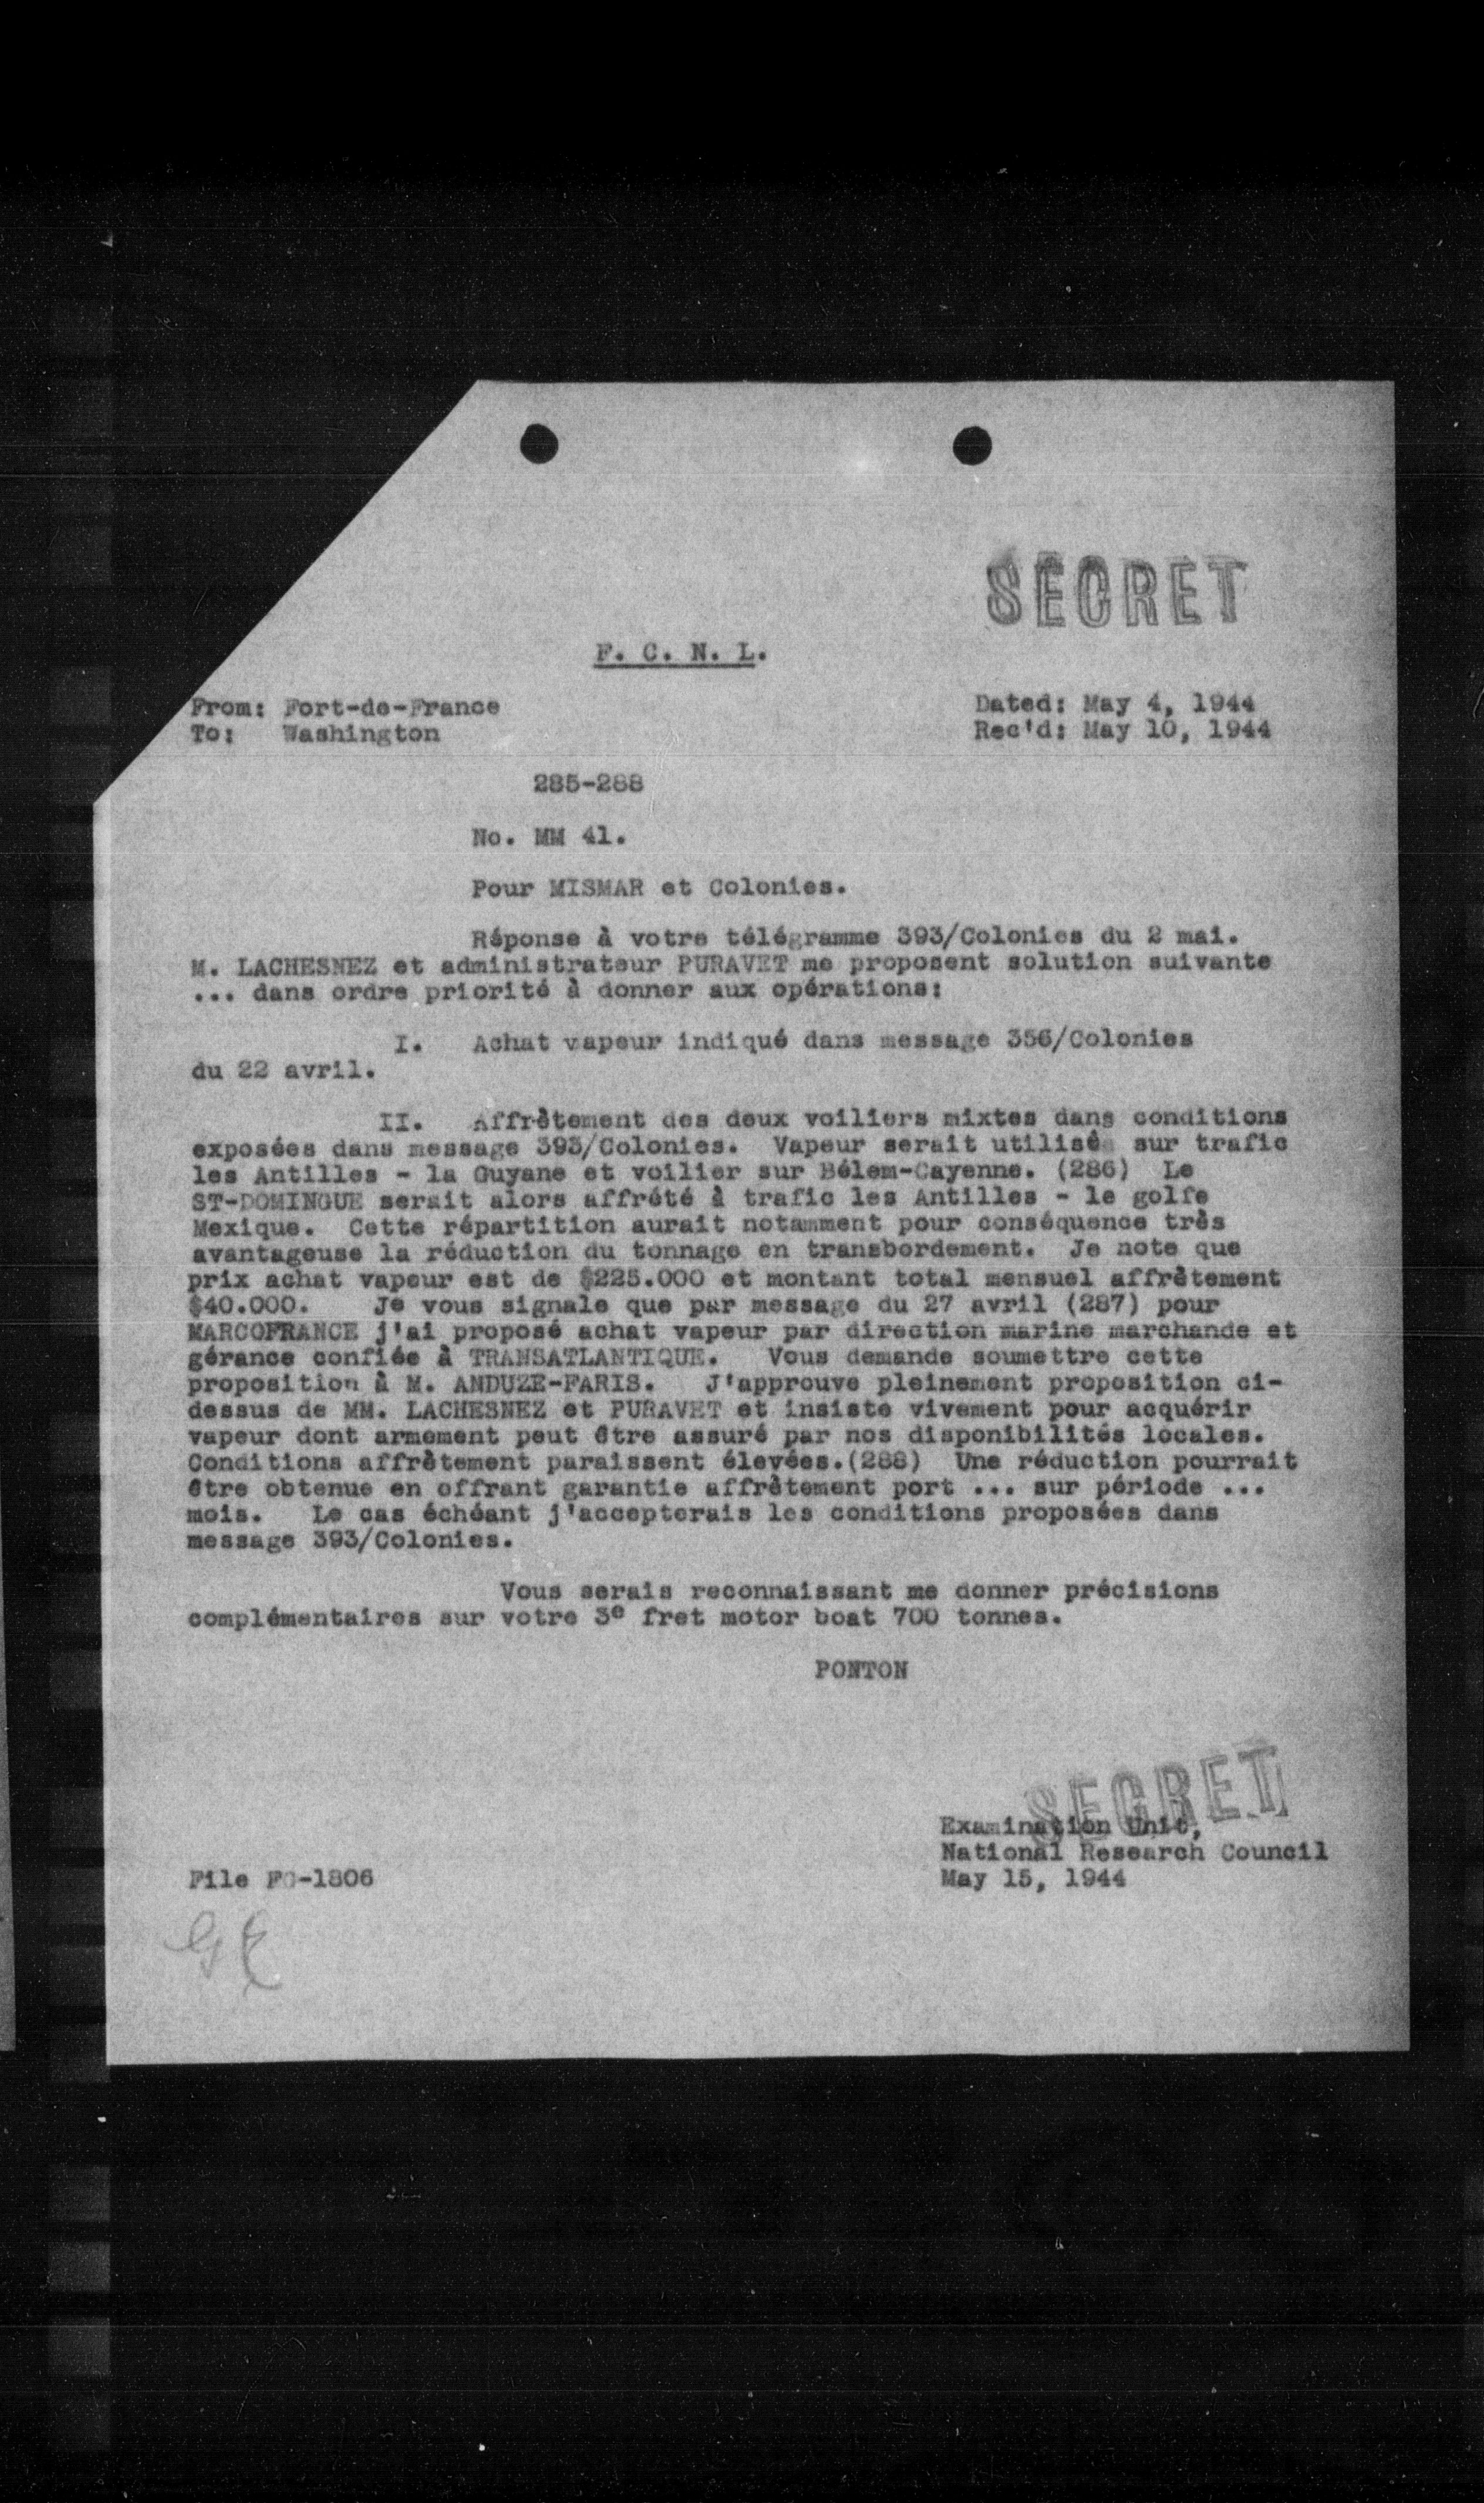 SECRET
F. C. N. L.
From: Fort-de-France
Dated: May 4, 1944
To: Washington
Rec'd: May 10, 1944
285-288
No. MM 41.
Pour MISMAR et Colonies.
Réponse à votre télégramme 393/Colonies du 2 mai.
M. LACHESNEZ et administrateur PURAVET me proposent solution suivante
... dans ordre priorité à donner aux opérations:
I. Achat vapeur indiqué dans message 356/Colonies
du 22 avril.
II. Affrètement des deux voiliers mixtes dans conditions
exposées dans message 393/Colonies. Vapeur serait utilisé sur trafic
les Antilles - la Guyane et voilier sur Bélem-Cayenne. (286) Le
ST-DOMINGUE serait alors affrété à trafic les Antilles - le golfe
Mexique. Cette répartition aurait notamment pour conséquence très
avantageuse la réduction du tonnage en transbordement. Je note que
prix achat vapeur est de $225.000 et montant total mensuel affrètement
$40.000. Je vous signale que par message du 27 avril (287) pour
MARCOFRANCE j'ai proposé achat vapeur par direction marine marchande et
gérance confiée à TRANSATLANTIQUE. Vous demande soumettre cette
proposition à M. ANDUZE-FARIS. J'approuve pleinement proposition ci-
dessus de MM. LACHESNEZ et PURAVET et insiste vivement pour acquérir
vapeur dont armement peut être assuré par nos disponibilités locales.
Conditions affrètement paraissent élevées.(288) Une réduction pourrait
être obtenue en offrant garantie affrètement port ... sur période ...
mois. Le cas échéant j'accepterais les conditions proposées dans
message 393/Colonies.
Vous serais reconnaissant me donner précisions
complémentaires sur votre 3e fret motor boat 700 tonnes.
PONTON
SECRET
Examination Unit,
National Research Council
File FC-1806
May 15, 1944